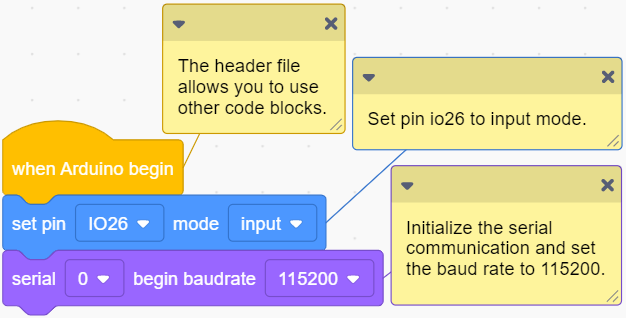 The header file
allows you to use
other code blocks.
Set pin io26 to input mode.
when Arduino begin
set pin IO26 mode input
Initialize the serial
communication and set
the baud rate to 115200.
serial 0 begin baudrate 115200